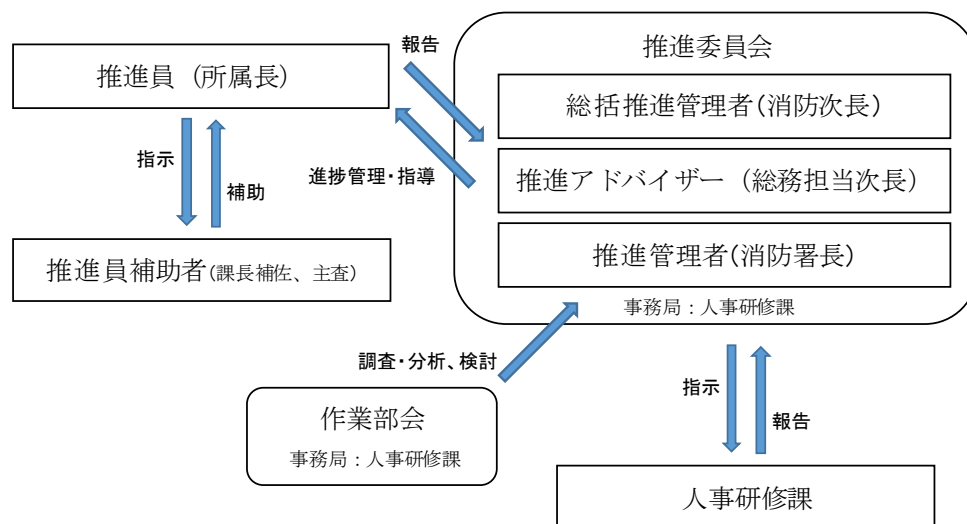 報告
推進委員会
推進員（所属長）
総括推進管理者(消防次長)
指示
補助
進捗管理・指導
推進アドバイザー（総務担当次長）
推進員補助者(課長補佐、主査)
推進管理者(消防署長)
事務局：人事研修課
調査・分析、検討
作業部会
事務局：人事研修課
指示
報告
人事研修課